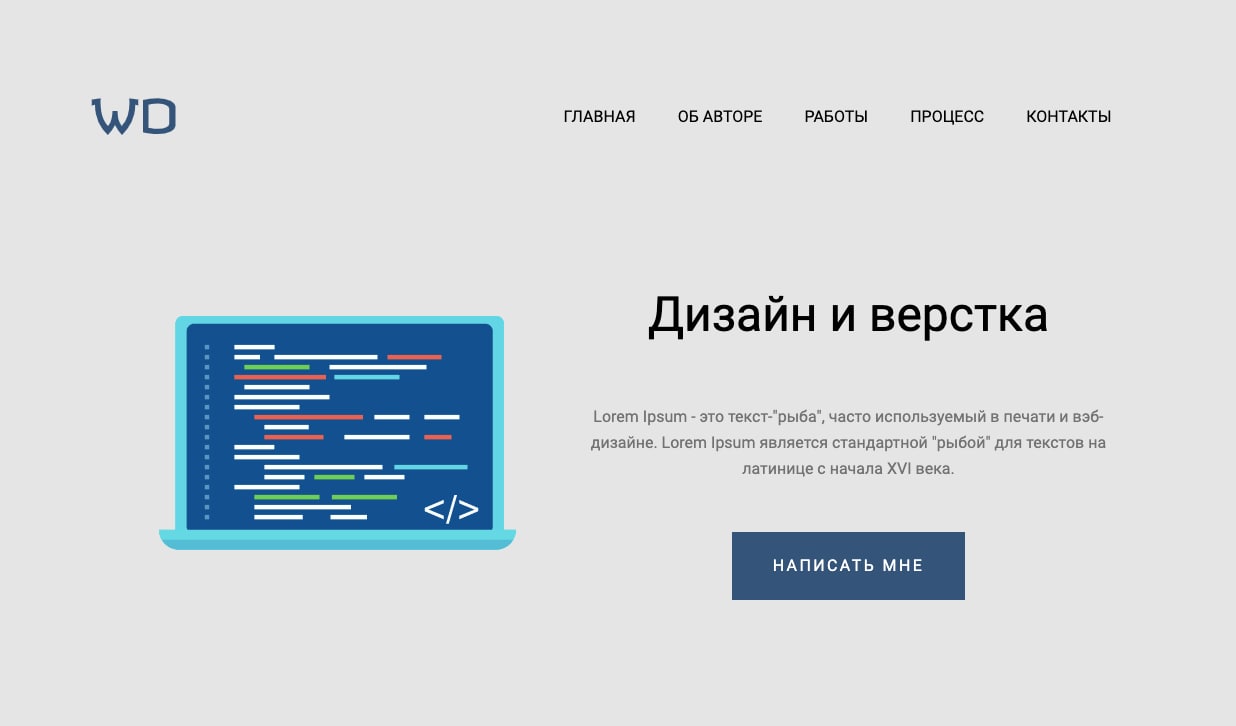 WD
ГЛАВНАЯ ОБ АВТОРЕ РАБОТЫ ПРОЦЕСС КОНТАКТЫ
Дизайн и верстка
Lorem Ipsum - это текст-"рыба", часто используемый в печати и вэб-
дизайне. Lorem Ipsum является стандартной "рыбой" для текстов на
латинице с начала XVI века.
</>
НАПИСАТЬ МНЕ